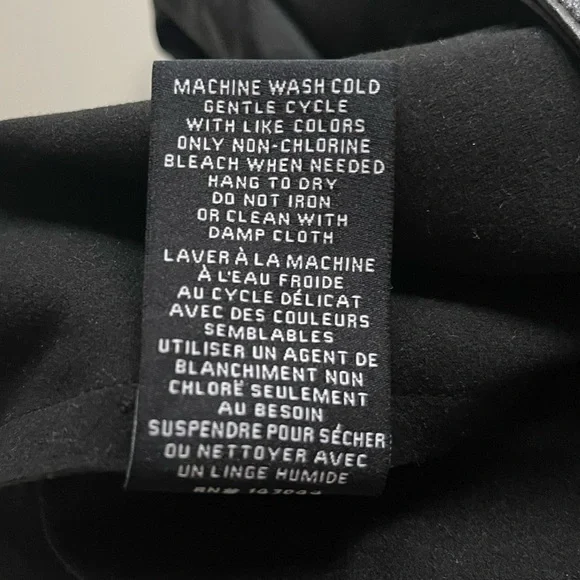 MACHINE WASH COLD
GENTLE CYCLE
WITH LIKE COLORS
ONLY NON-CHLORINE
BLEACH WHEN NEEDED
HANG TO DRY
DO NOT IRON
OR CLEAN WITH
DAMP CLOTH
LAVER À LA MACHINE
À L'EAU FROIDE
AU CYCLE DÉLICAT
AVEC DES COULEURS
SEMBLABLES
UTILISER UN AGENT DE
BLANCHIMENT NON
CHLORË SEULEMENT
AU BESOIN
SUSPENDRE POUR SÉCHER
OU NETTOYER AVEC
UN LINGE HUMIDE
RN#